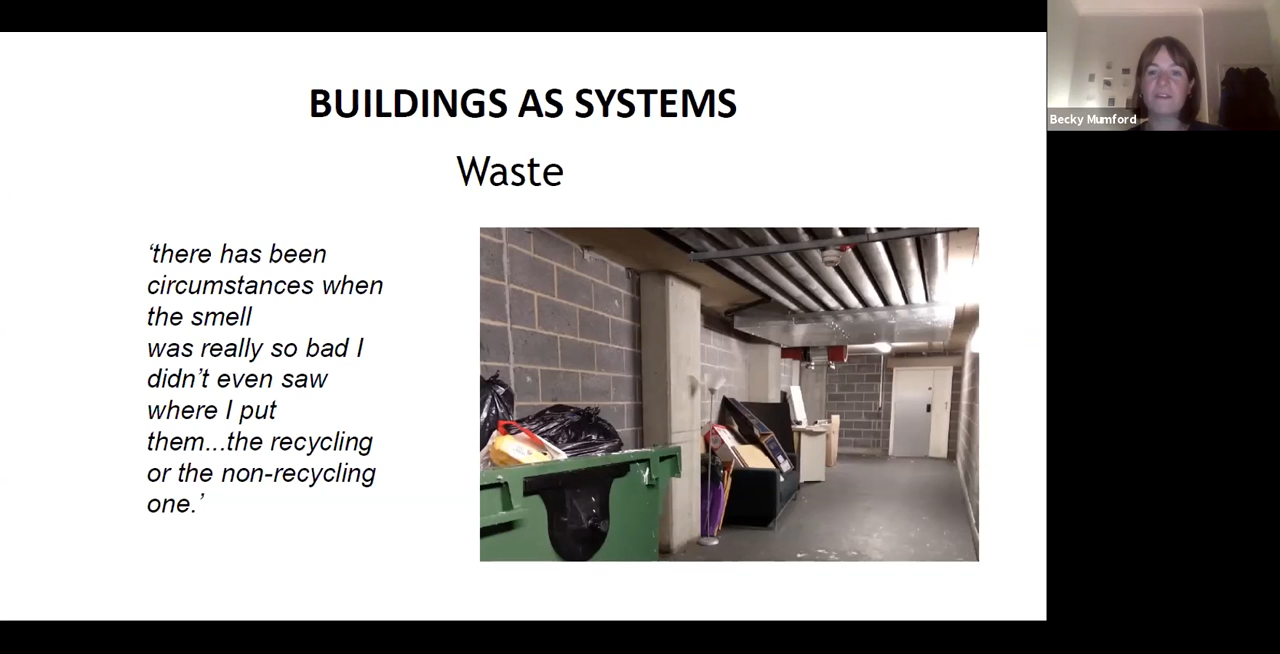 BUILDINGS AS SYSTEMS
Waste
‘there has been
circumstances when
the smell
was really so bad I
didn’t even saw
where I put
them...the recycling
or the non-recycling
one.’
Becky Mumford